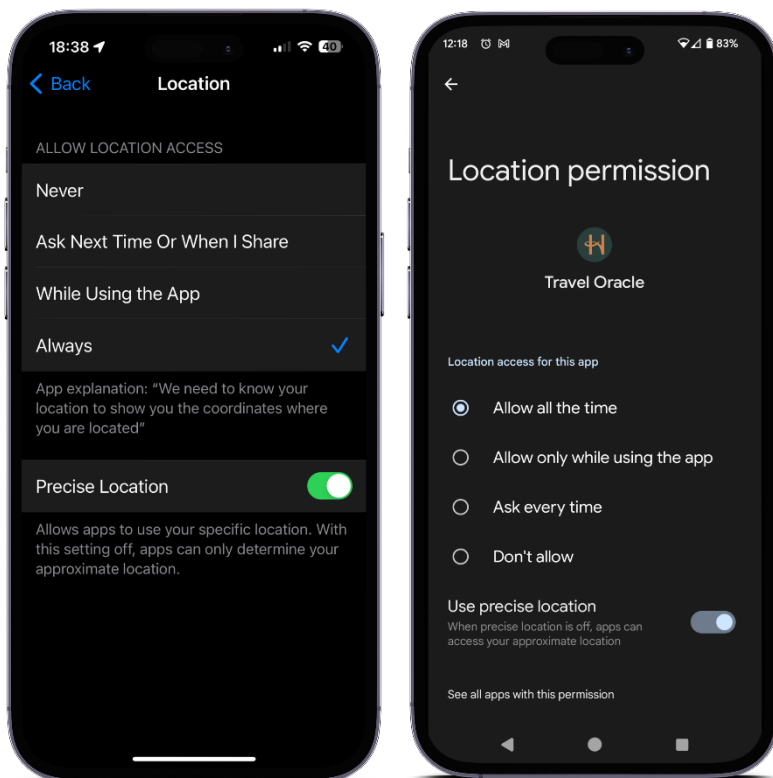 18:38
40
Back
Location
ALLOW LOCATION ACCESS
Never
Ask Next Time Or When I Share
While Using the App
Always
App explanation: “We need to know your
location to show you the coordinates where
you are located”
Precise Location
Allows apps to use your specific location. With
this setting off, apps can only determine your
approximate location.
12:18
83%
Location permission
Travel Oracle
Location access for this app
Allow all the time
Allow only while using the app
Ask every time
Don't allow
Use precise location
When precise location is off, apps can
access your approximate location
See all apps with this permission